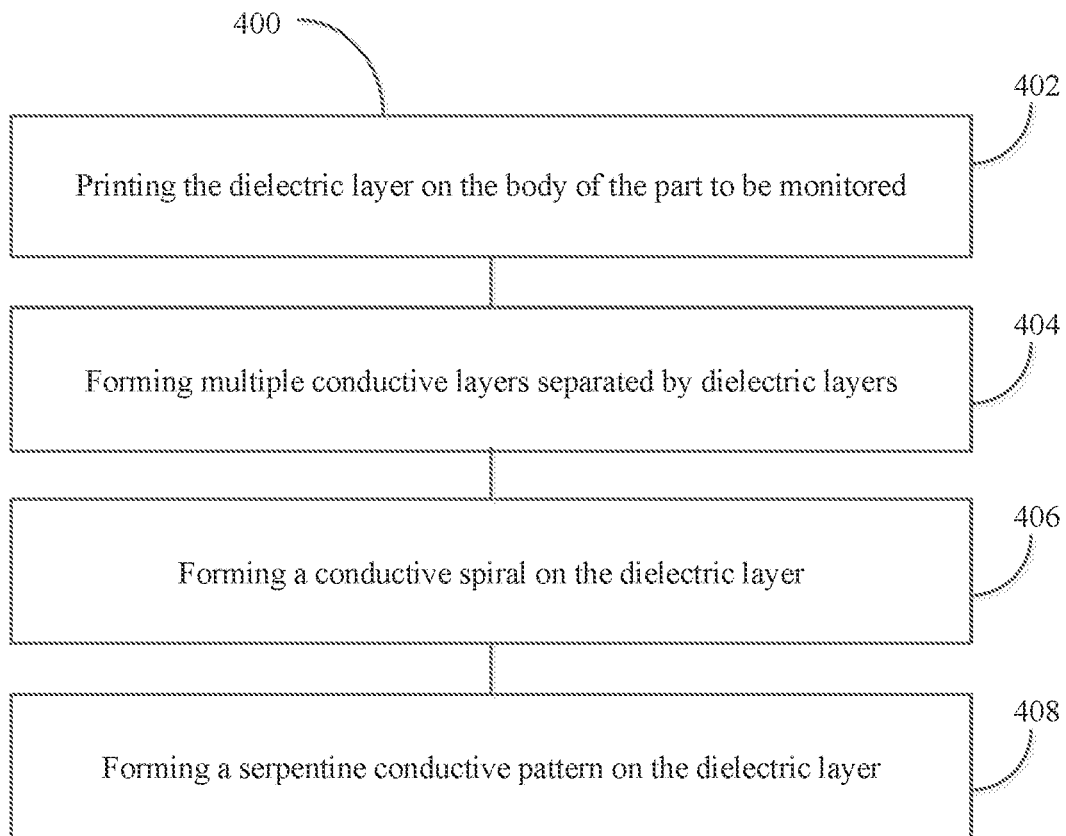 400
402
Printing the dielectric layer on the body of the part to be monitored
404
Forming multiple conductive layers separated by dielectric layers
406
Forming a conductive spiral on the dielectric layer
408
Forming a serpentine conductive pattern on the dielectric layer